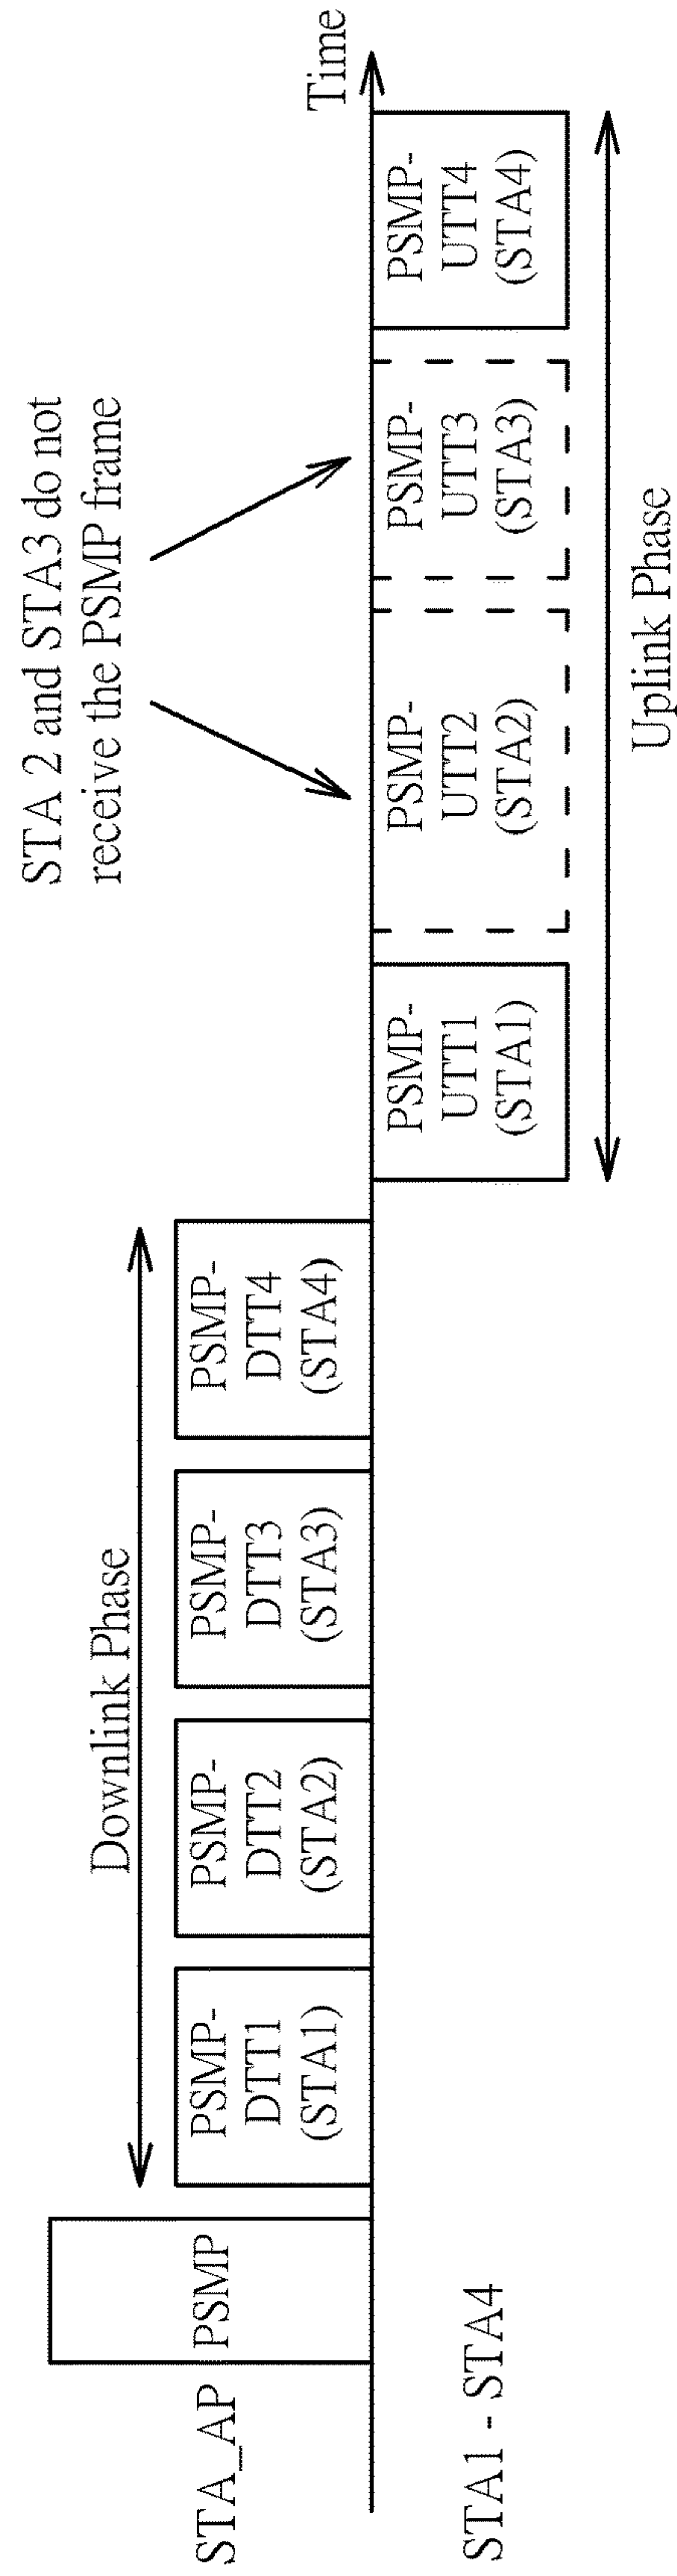 STA 2 and STA3 do not
receive the PSMP frame
Downlink Phase
STA_AP
PSMP
PSMP-
DTT1
(STA1)
PSMP-
DTT2
(STA2)
PSMP-
DTT3
(STA3)
PSMP-
DTT4
(STA4)
Time
STA1 - STA4
PSMP-
UTT1
(STA1)
PSMP-
UTT2
(STA2)
PSMP-
UTT3
(STA3)
PSMP-
UTT4
(STA4)
Uplink Phase